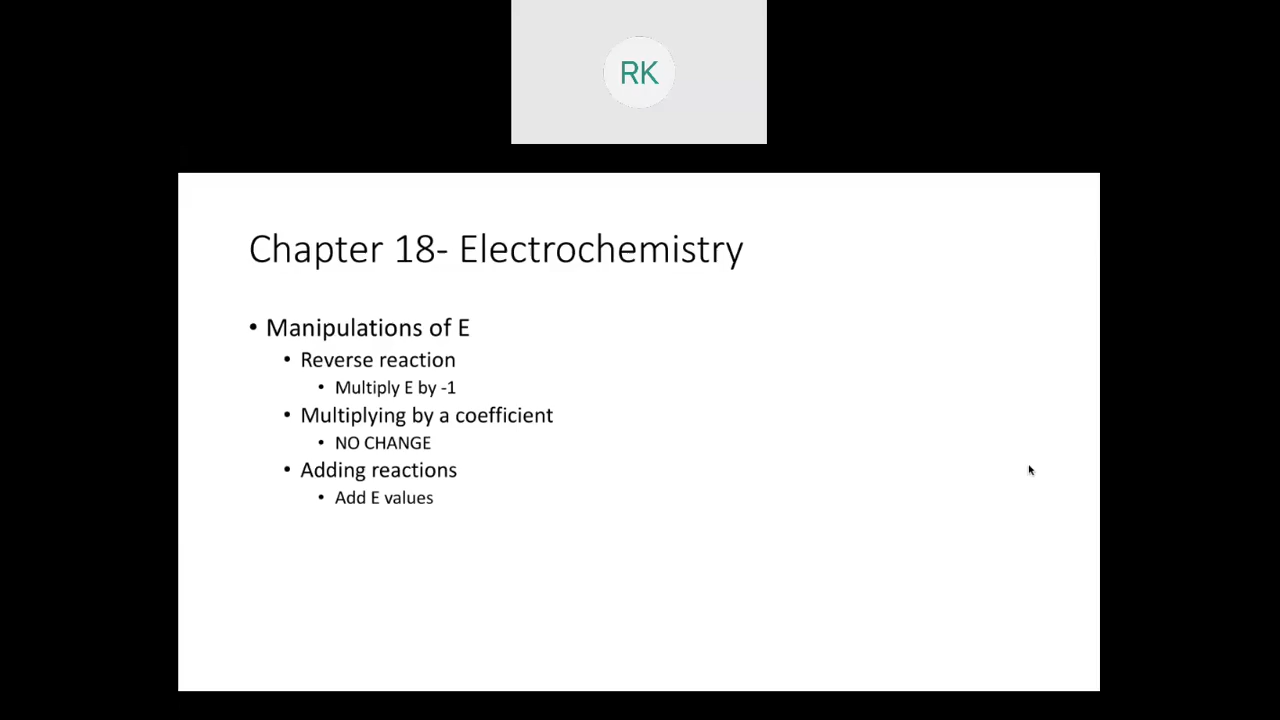 RK
Chapter 18- Electrochemistry
• Manipulations of E
• Reverse reaction
• Multiply E by -1
• Multiplying by a coefficient
• NO CHANGE
• Adding reactions
• Add E values